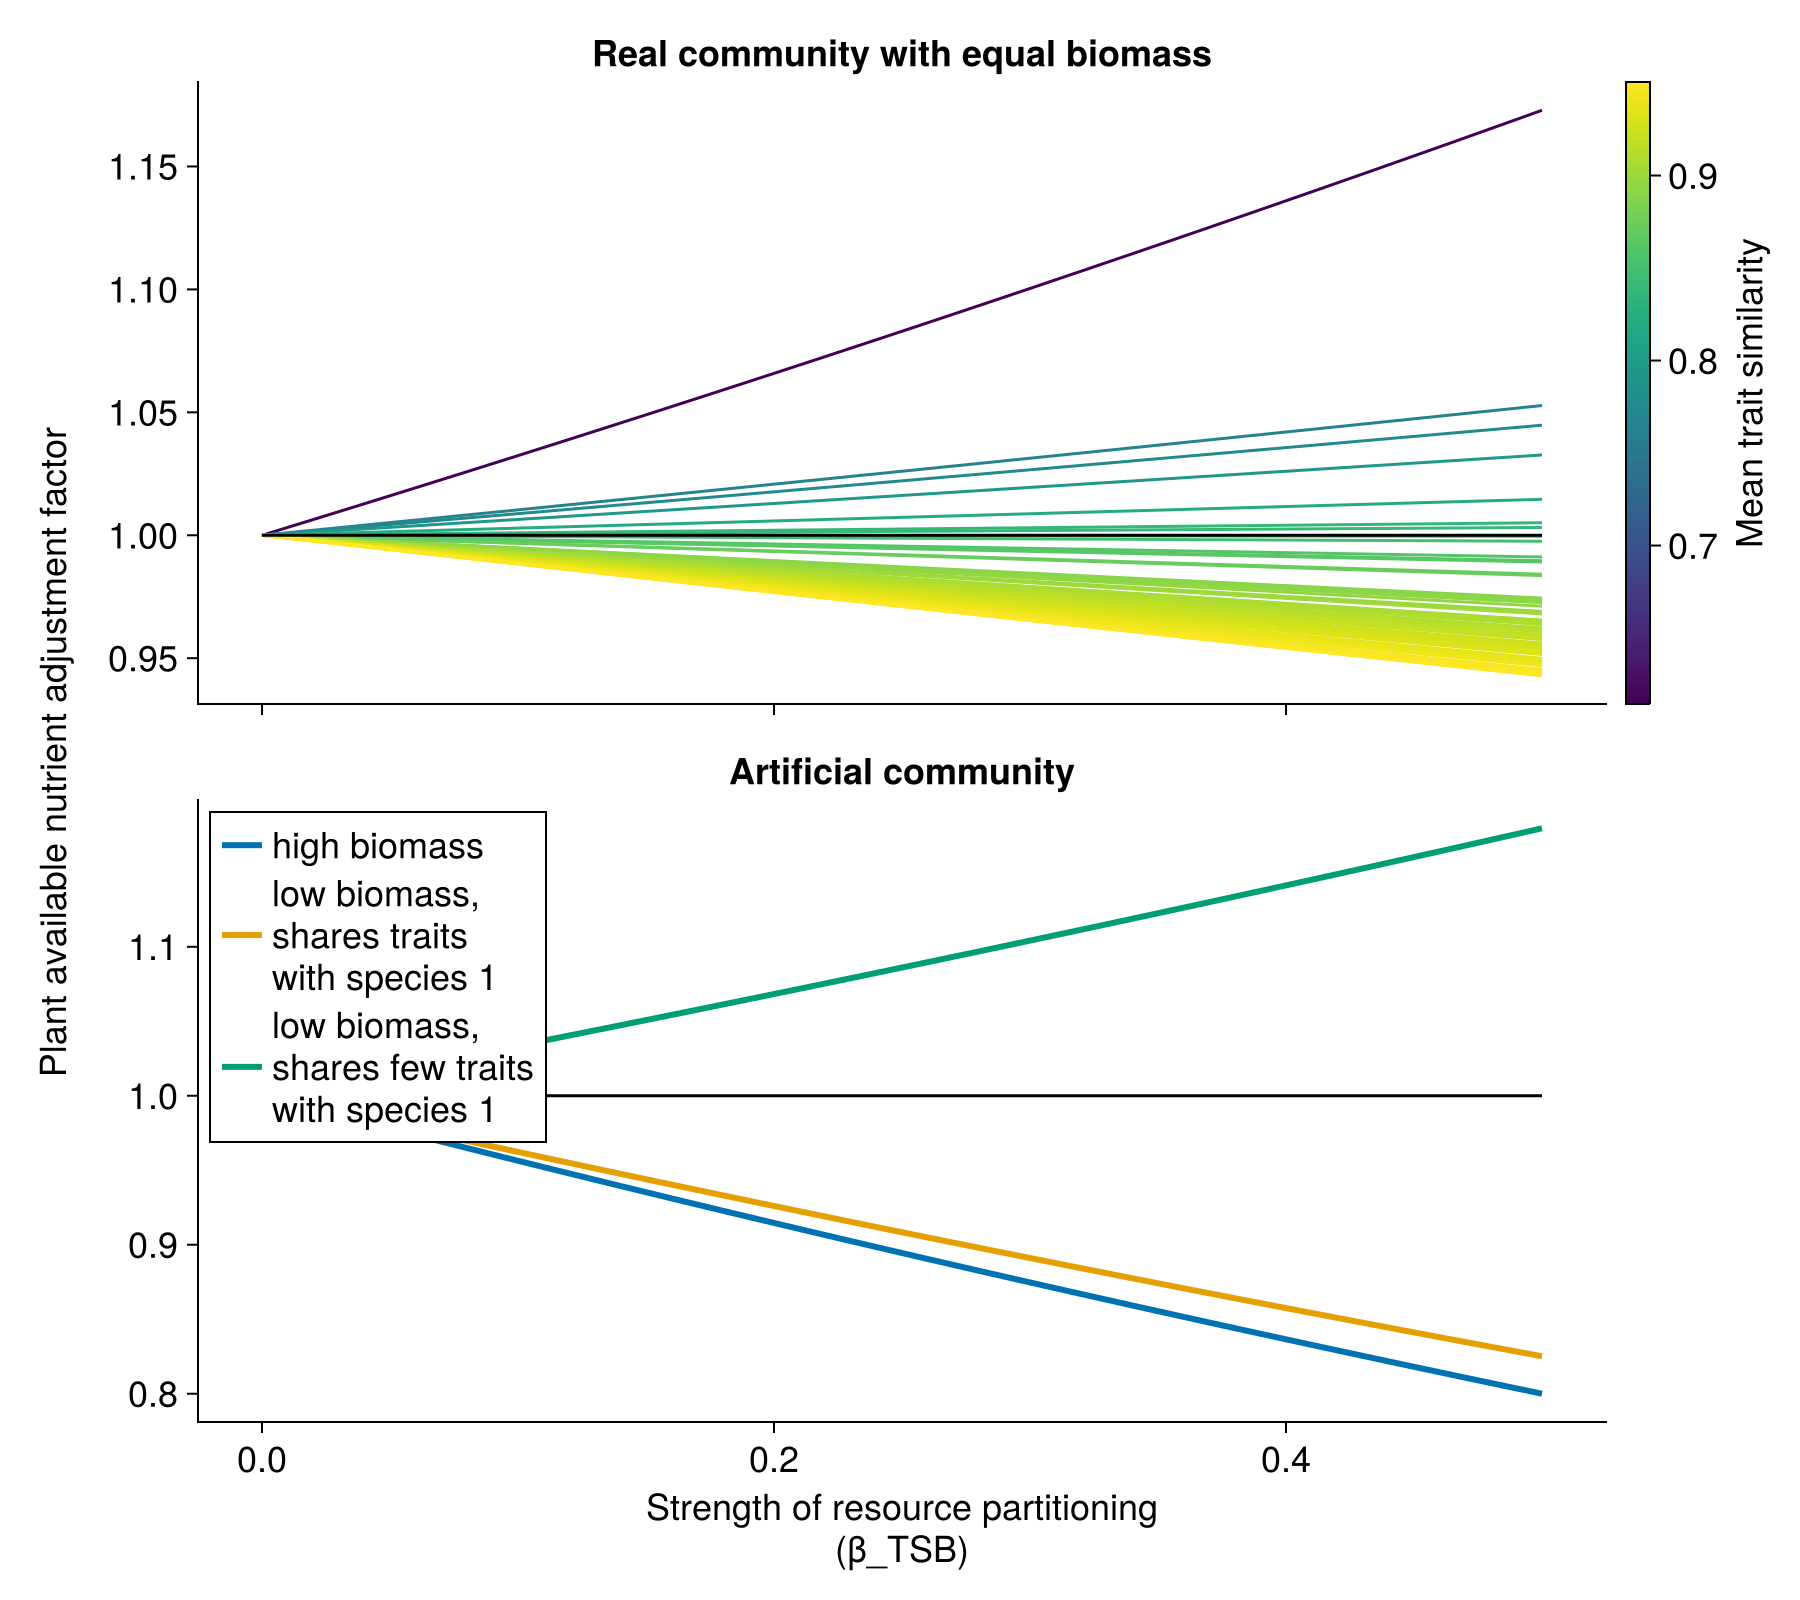 Real community with equal biomass
1.15
1.10
1.05
1.00
0.95
0.9
0.8
0.7
Mean trait similarity
Plant available nutrient adjustment factor
Artificial community
high biomass
low biomass,
shares traits
with species 1
low biomass,
shares few traits
with species 1
1.1
1.0
0.9
0.8
0.0
0.2
0.4
Strength of resource partitioning
(β_TSB)